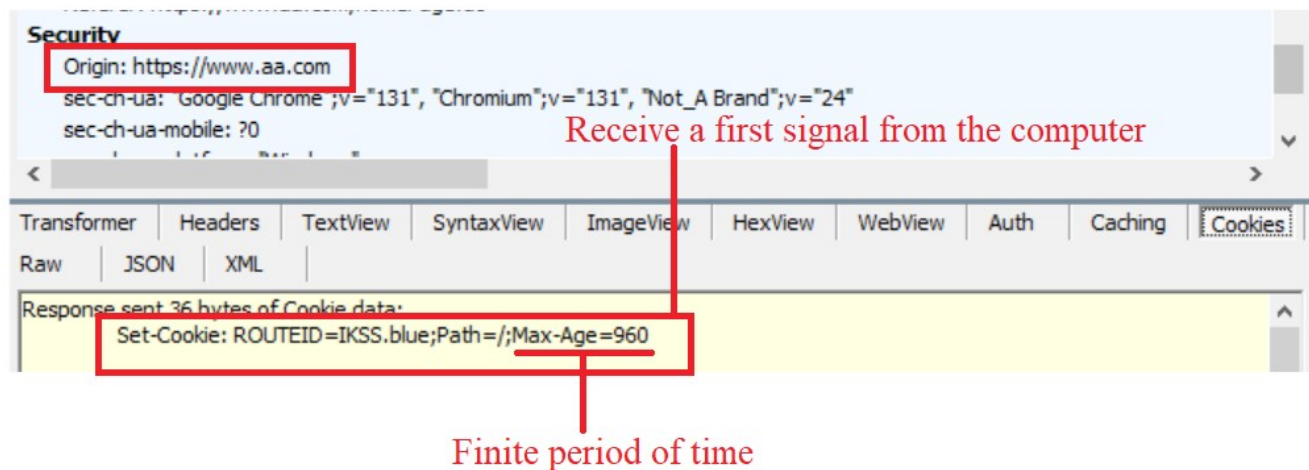 Security
Origin: https://www.aa.com
sec-ch-ua: "Google Chrome";v="131", "Chromium";v="131", "Not_A Brand";v="24"
sec-ch-ua-mobile: ?0
Receive a first signal from the computer
Transformer Headers TextView SyntaxView ImageView HexView WebView Auth Caching Cookies
Raw JSON XML
Response sent 36 bytes of Cookie data:
Set-Cookie: ROUTEID=IKSS.blue;Path=/;Max-Age=960
Finite period of time